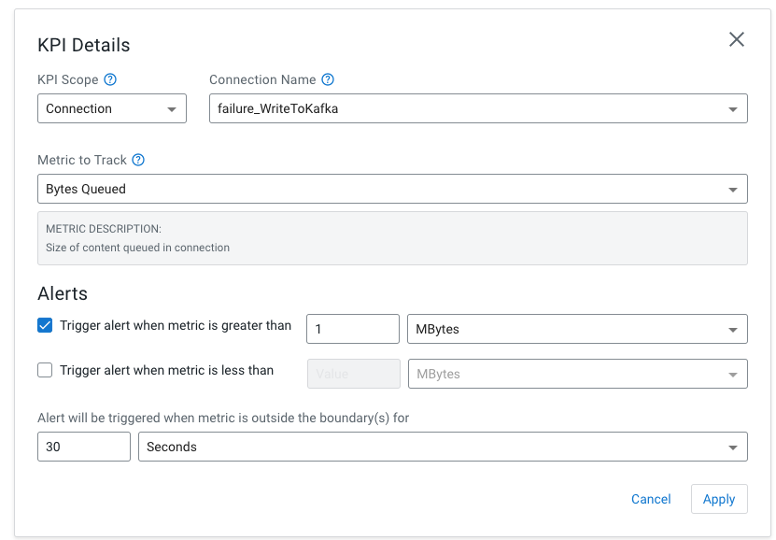 KPI Details
KPI Scope Connection Name
Connection failure_WriteToKafka
Metric to Track
Bytes Queued
METRIC DESCRIPTION:
Size of content queued in connection
Alerts
Trigger alert when metric is greater than 1 MBytes
Trigger alert when metric is less than Value MBytes
Alert will be triggered when metric is outside the boundary(s) for
30 Seconds
Cancel Apply